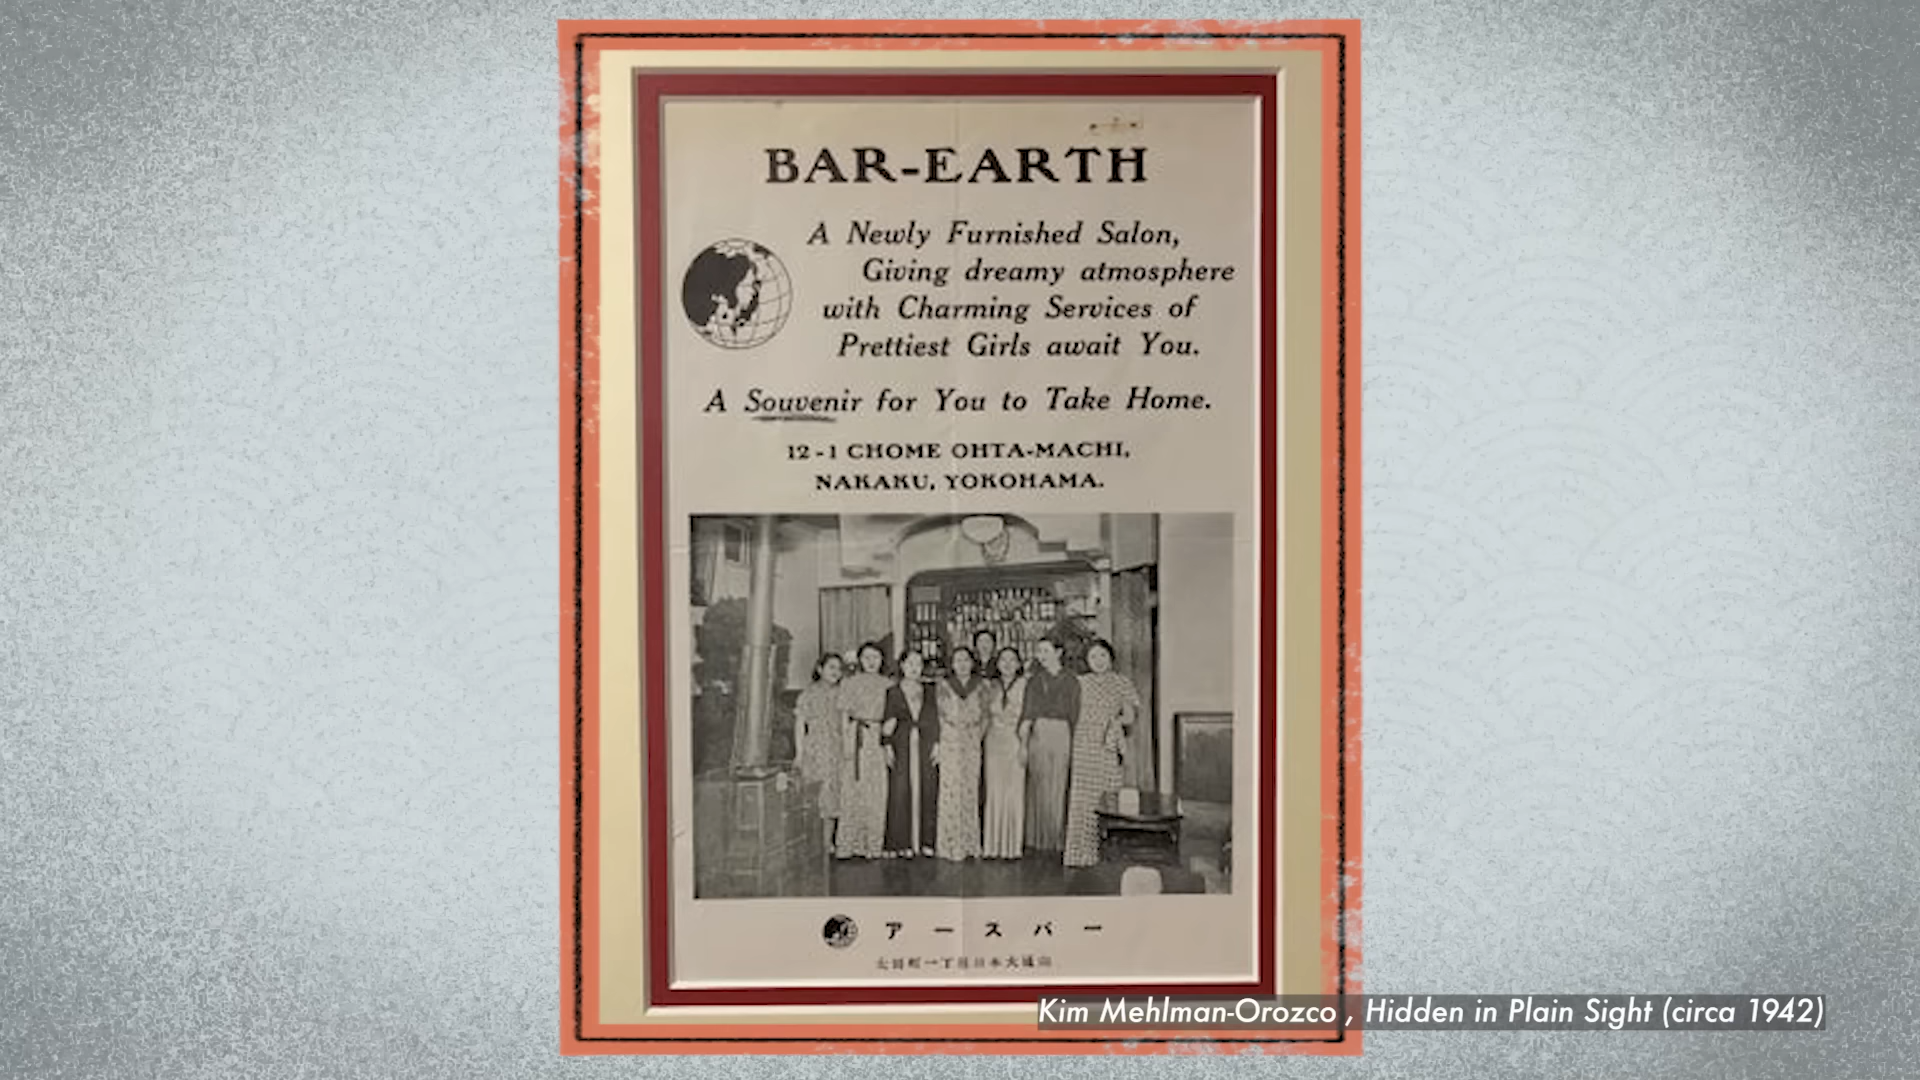 BAR-EARTH
A Newly Furnished Salon,
Giving dreamy atmosphere
with Charming Services of
Prettiest Girls await You.
A Souvenir for You to Take Home.
12-1 CHOME OHTA-MACHI,
NAKAKU, YOKOHAMA.
アースバー
Kim Mehlman-Orozco , Hidden in Plain Sight (circa 1942)